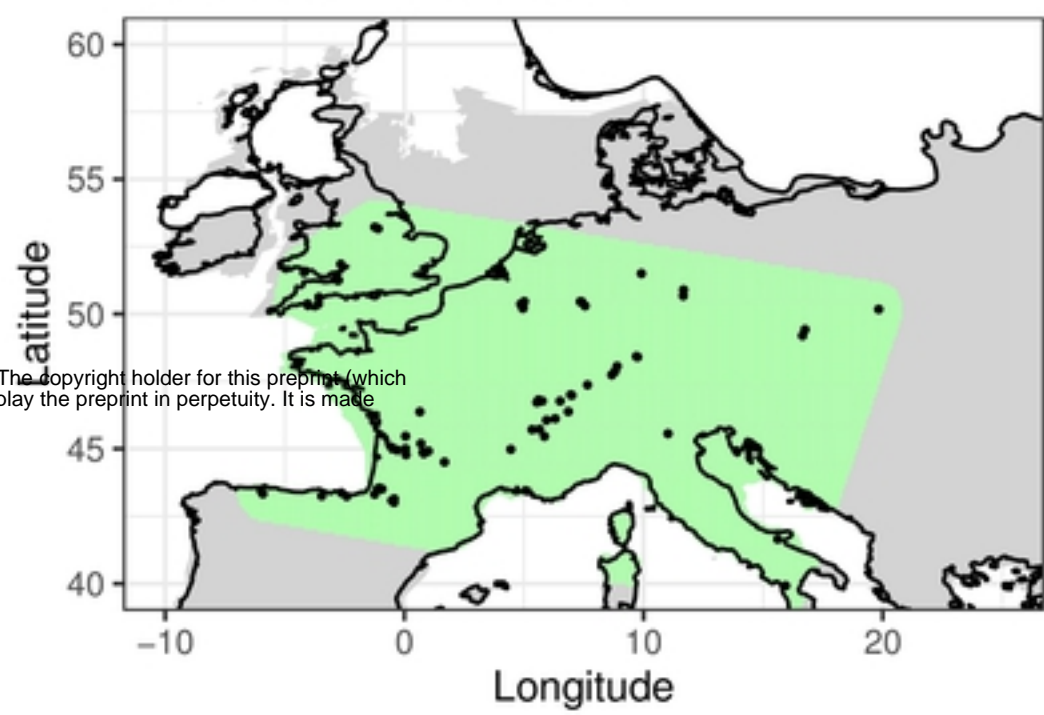 60
55
50
45
40
Latitude
The copyright holder for this preprint (which
play the preprint in perpetuity. It is made
−10 0 10 20
Longitude